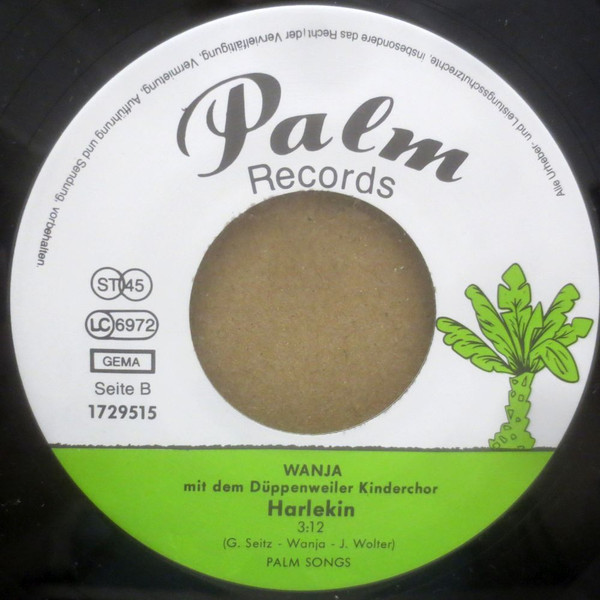 Alle Urheber- und Leistungsschutzrechte, insbesondere das Recht der Vervielfältigung, Vermietung, Aufführung und Sendung, vorbehalten.
Palm
Records
ST 45
LC 6972
GEMA
Seite B
1729515
WANJA
mit dem Düppenweiler Kinderchor
Harlekin
3:12
(G. Seitz - Wanja - J. Wolter)
PALM SONGS